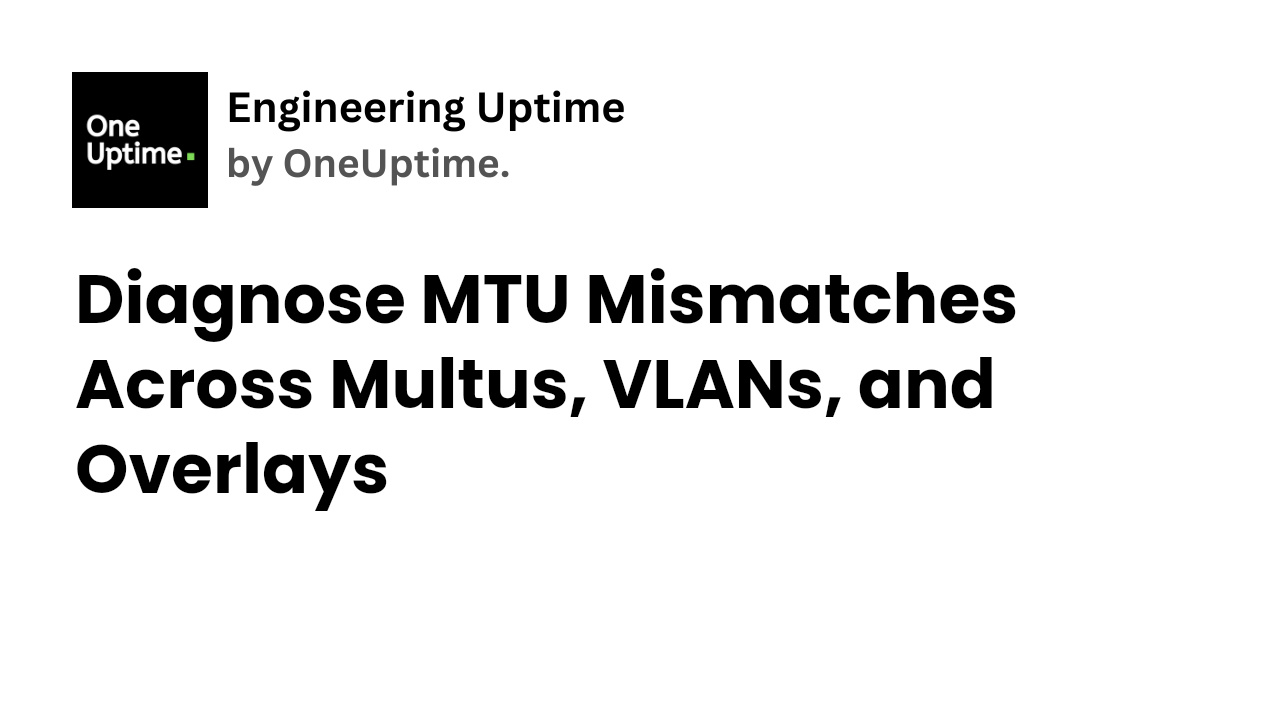 One
Uptime.
Engineering Uptime
by OneUptime.
Diagnose MTU Mismatches
Across Multus, VLANs, and
Overlays